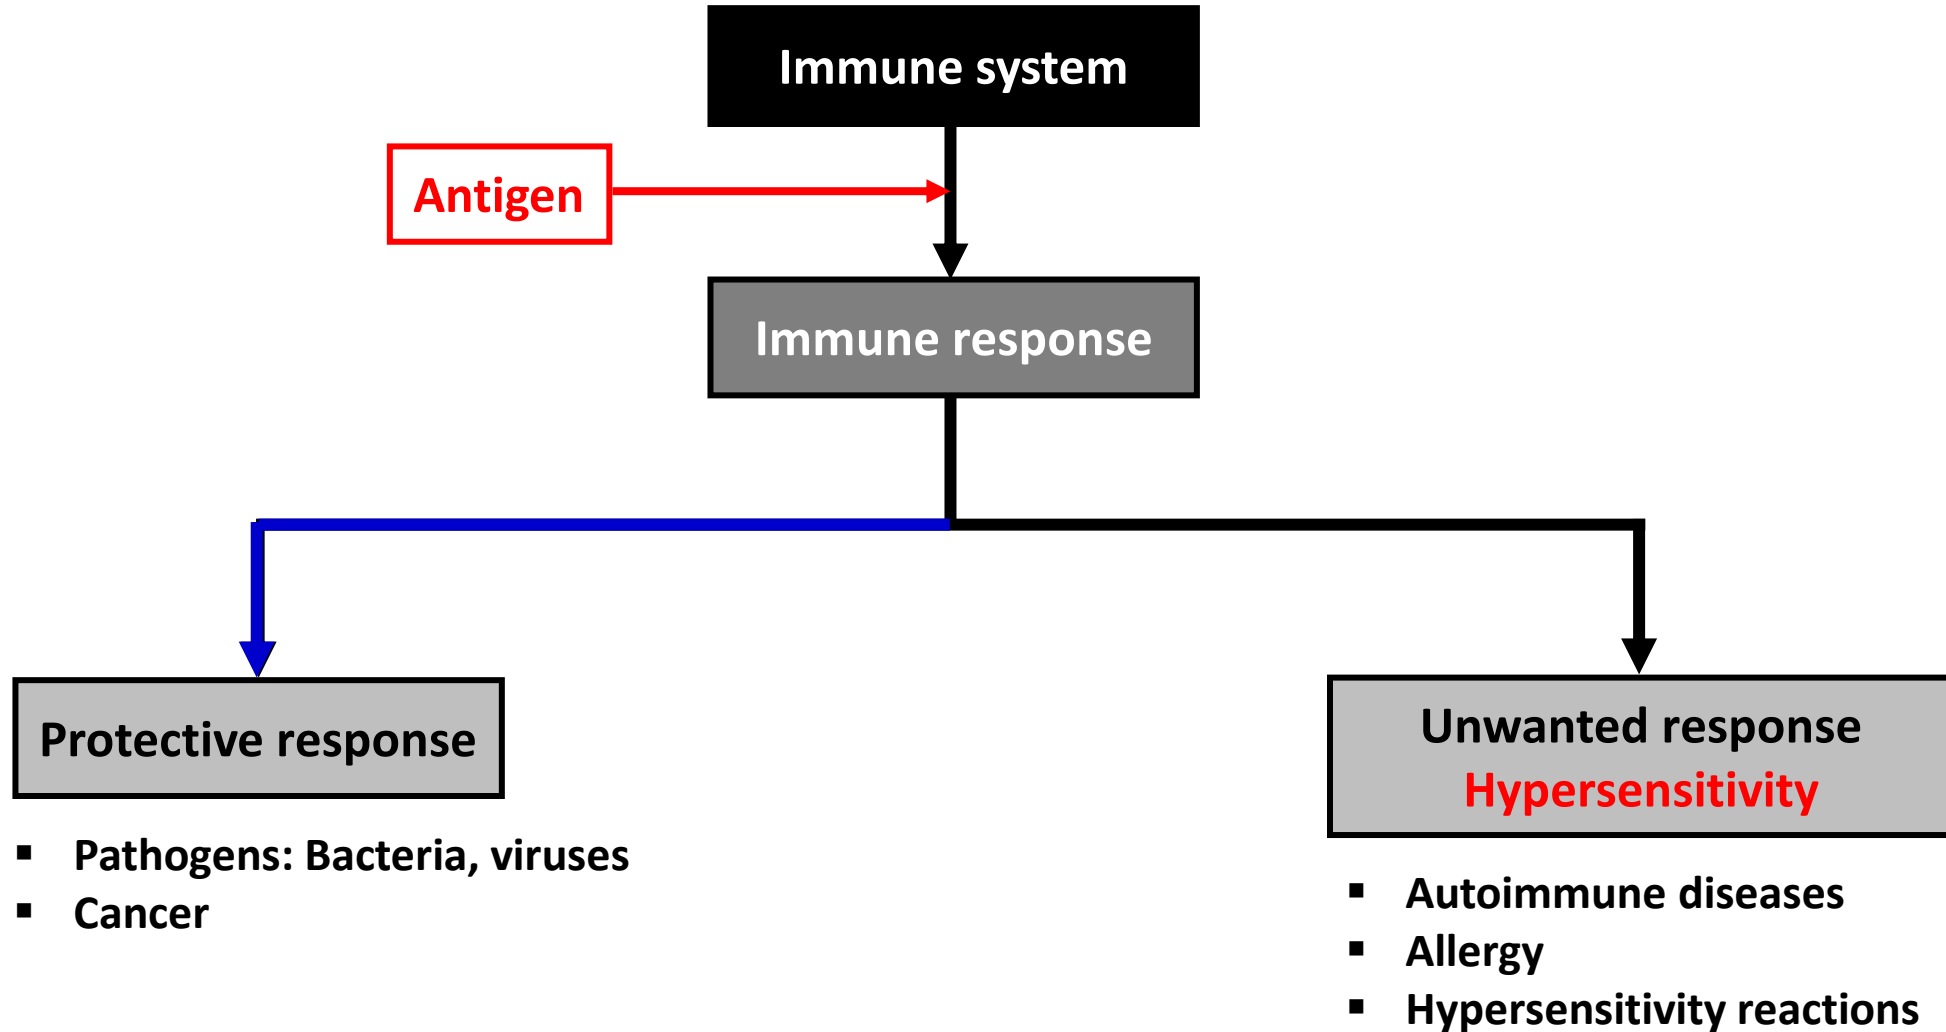 Immune system
Antigen
Immune response
Protective response
▪ Pathogens: Bacteria, viruses
▪ Cancer
Unwanted response
Hypersensitivity
▪ Autoimmune diseases
▪ Allergy
▪ Hypersensitivity reactions